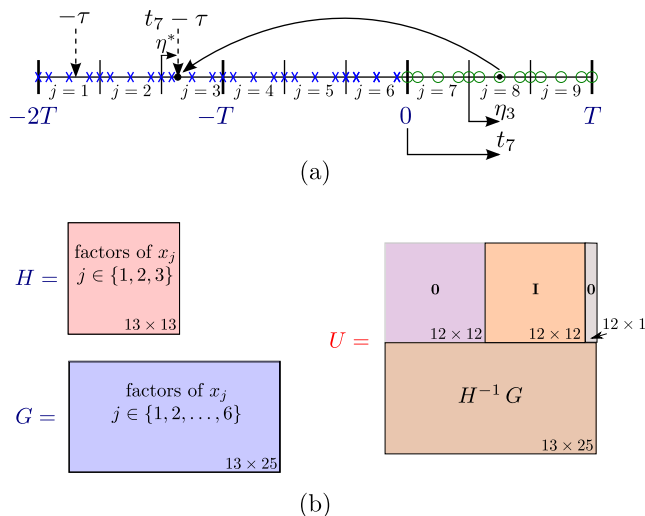 −τ
t₇ − τ
η*
j = 1 j = 2 j = 3 j = 4 j = 5 j = 6 j = 7 j = 8 j = 9
−2T −T 0 T
η₃
t₇
(a)
H =
factors of xⱼ
j ∈ {1, 2, 3}
13 × 13
G =
factors of xⱼ
j ∈ {1, 2, …, 6}
13 × 25
U =
0 I 0
12 × 12 12 × 12 12 × 1
H⁻¹ G
13 × 25
(b)